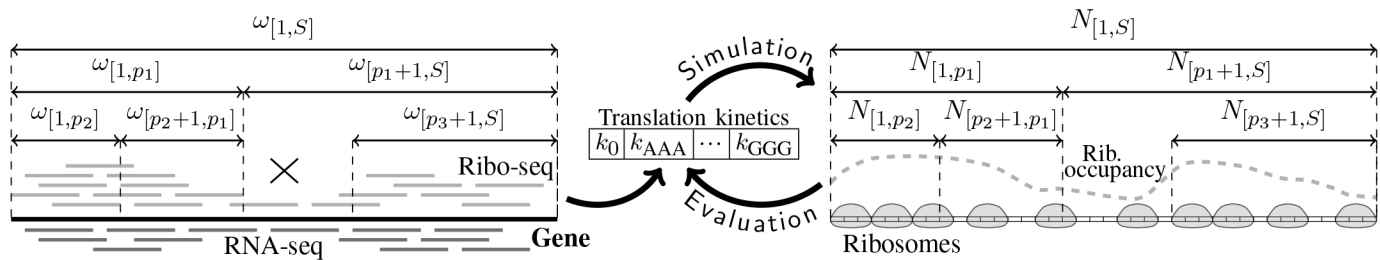 ω[1,S]
ω[1,p1] ω[p1+1,S]
ω[1,p2] ω[p2+1,p1] ω[p3+1,S]
Ribo-seq
RNA-seq
Gene
Simulation
Translation kinetics
k0 kAAA ⋯ kGGG
Evaluation
N[1,S]
N[1,p1] N[p1+1,S]
N[1,p2] N[p2+1,p1] N[p3+1,S]
Rib.
occupancy
Ribosomes